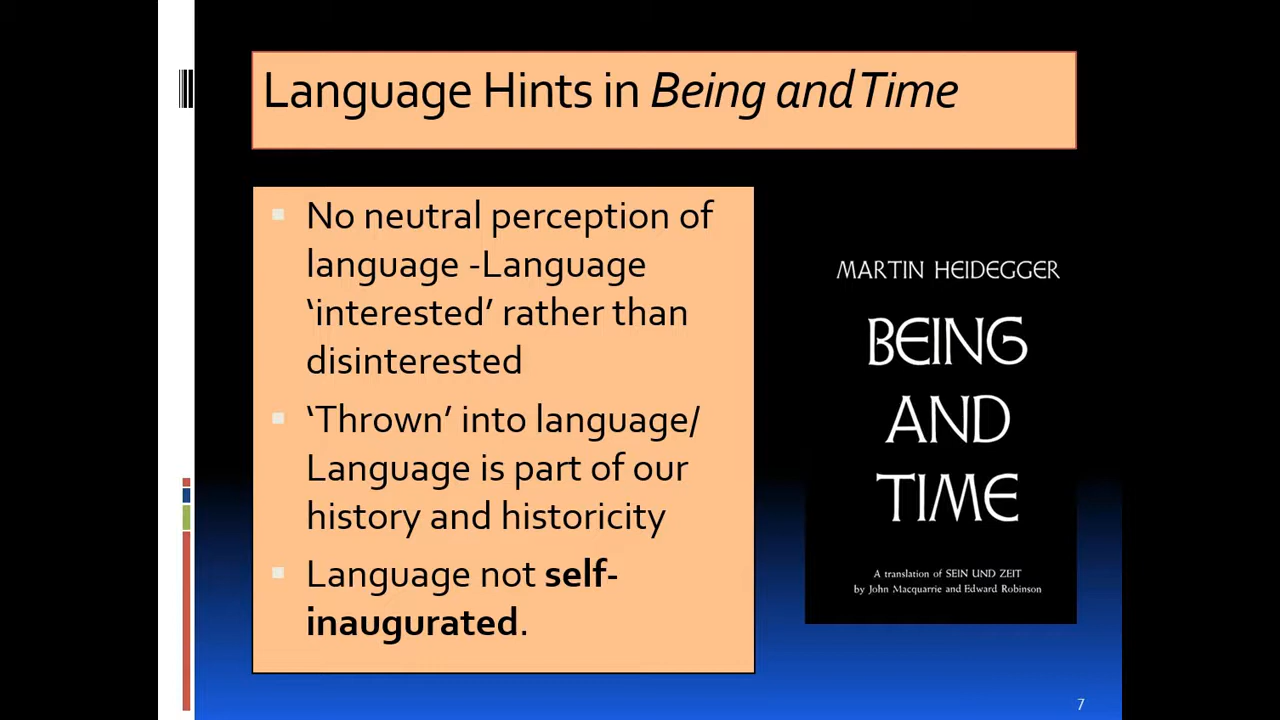 Language Hints in Being and Time
No neutral perception of
language -Language
‘interested’ rather than
disinterested
‘Thrown’ into language/
Language is part of our
history and historicity
Language not self-
inaugurated.
MARTIN HEIDEGGER
BEING
AND
TIME
A translation of SEIN UND ZEIT
by John Macquarrie and Edward Robinson
7